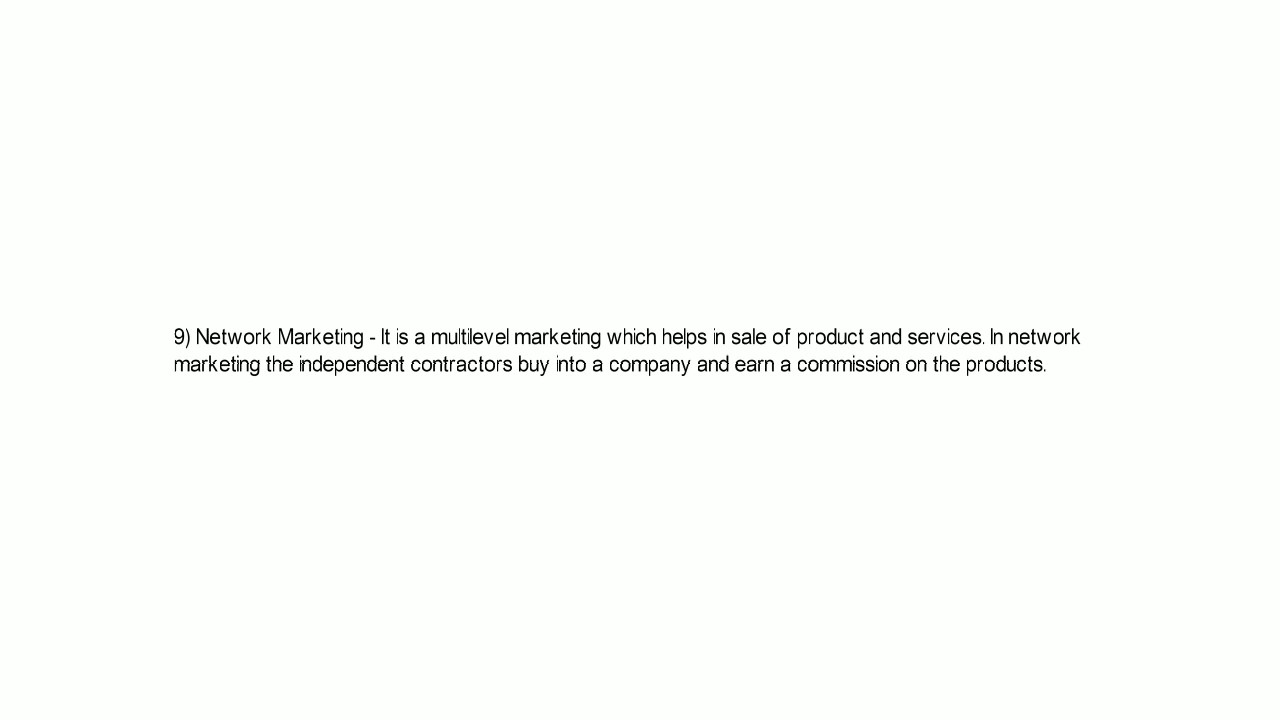 9) Network Marketing - It is a multilevel marketing which helps in sale of product and services. In network
marketing the independent contractors buy into a company and earn a commission on the products.